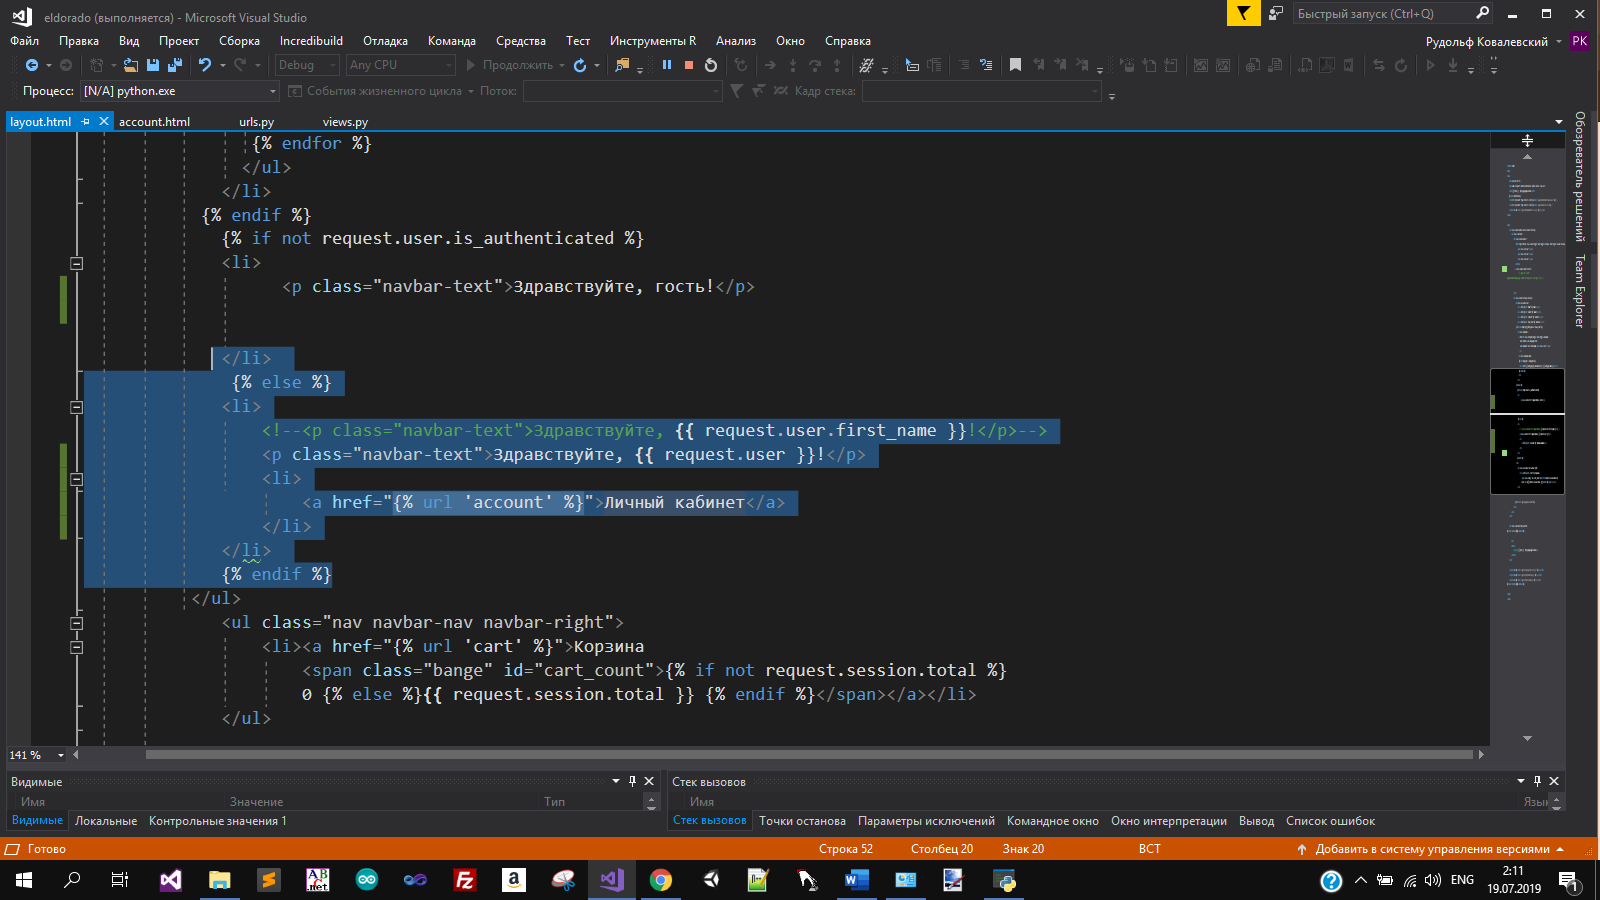 eldorado (выполняется) - Microsoft Visual Studio
Быстрый запуск (Ctrl+Q)
Файл Правка Вид Проект Сборка Incredibuild Отладка Команда Средства Тест Инструменты R Анализ Окно Справка
Рудольф Ковалевский PK
Debug Any CPU Продолжить
Процесс: [N/A] python.exe События жизненного цикла Поток: Кадр стека:
layout.html account.html urls.py views.py
{% endfor %}
</ul>
</li>
{% endif %}
{% if not request.user.is_authenticated %}
<li>
<p class="navbar-text">Здравствуйте, гость!</p>
</li>
{% else %}
<li>
<!--<p class="navbar-text">Здравствуйте, {{ request.user.first_name }}!</p>-->
<p class="navbar-text">Здравствуйте, {{ request.user }}!</p>
<li>
<a href="{% url 'account' %}">Личный кабинет</a>
</li>
</li>
{% endif %}
</ul>
<ul class="nav navbar-nav navbar-right">
<li><a href="{% url 'cart' %}">Корзина
<span class="bange" id="cart_count">{% if not request.session.total %}
0 {% else %}{{ request.session.total }} {% endif %}</span></a></li>
</ul>
Обозреватель решений
Team Explorer
141 %
Видимые
Имя Значение Тип
Видимые Локальные Контрольные значения 1
Стек вызовов
Имя Язык
Стек вызовов Точки останова Параметры исключений Командное окно Окно интерпретации Вывод Список ошибок
Готово Строка 52 Столбец 20 Знак 20 ВСТ Добавить в систему управления версиями
AB C .net
ENG
2:11
19.07.2019
1